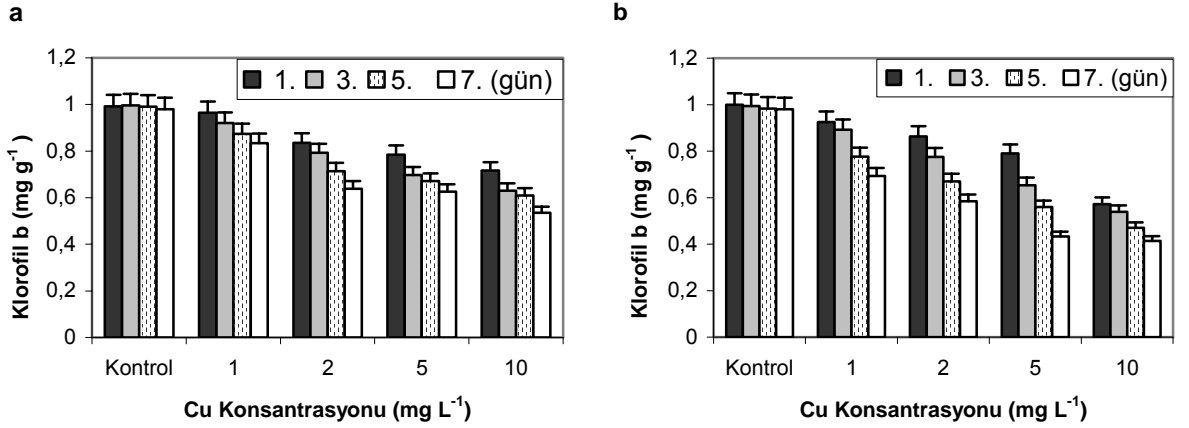 a
1,2
1
0,8
0,6
0,4
0,2
0
Klorofil b (mg g⁻¹)
1. 3. 5. 7. (gün)
Kontrol 1 2 5 10
Cu Konsantrasyonu (mg L⁻¹)
b
1,2
1
0,8
0,6
0,4
0,2
0
Klorofil b (mg g⁻¹ )
1. 3. 5. 7. (gün)
Kontrol 1 2 5 10
Cu Konsantrasyonu (mg L⁻¹)